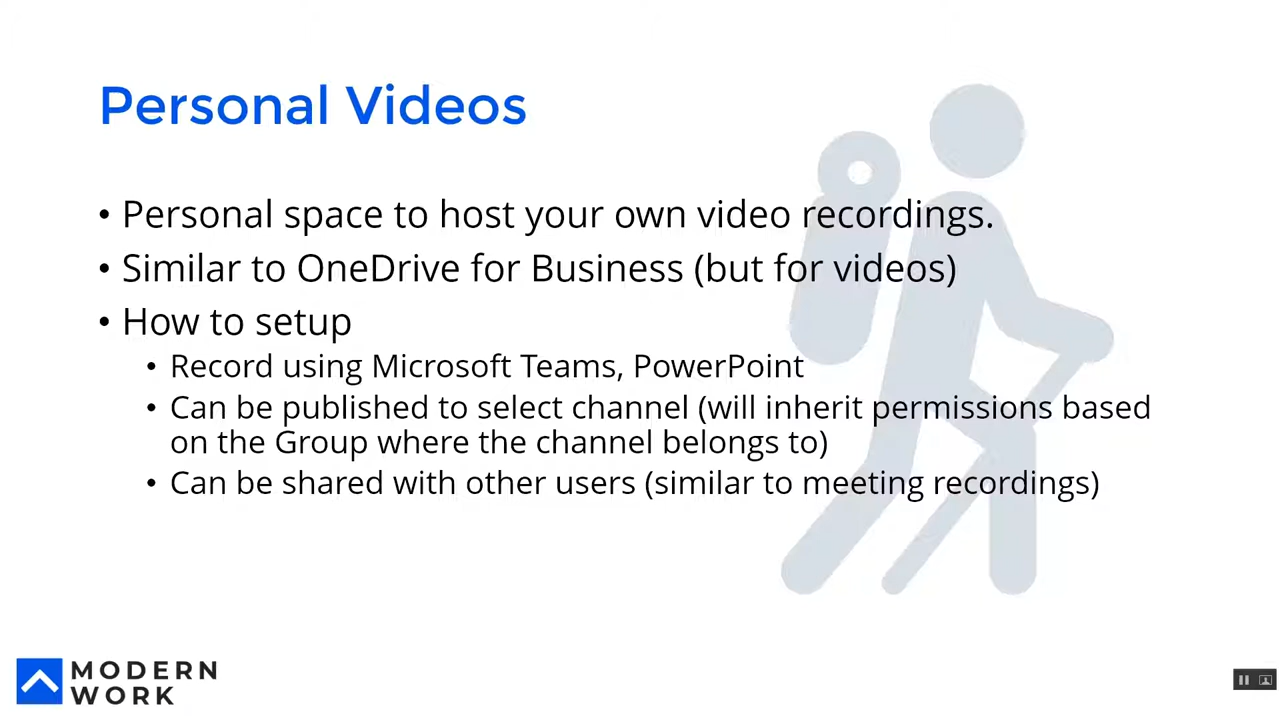 Personal Videos
• Personal space to host your own video recordings.
• Similar to OneDrive for Business (but for videos)
• How to setup
• Record using Microsoft Teams, PowerPoint
• Can be published to select channel (will inherit permissions based
on the Group where the channel belongs to)
• Can be shared with other users (similar to meeting recordings)
MODERN
WORK